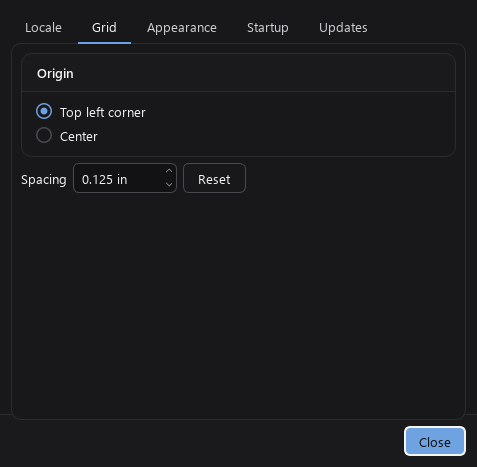 Locale Grid Appearance Startup Updates
Origin
Top left corner
Center
Spacing 0.125 in Reset
Close